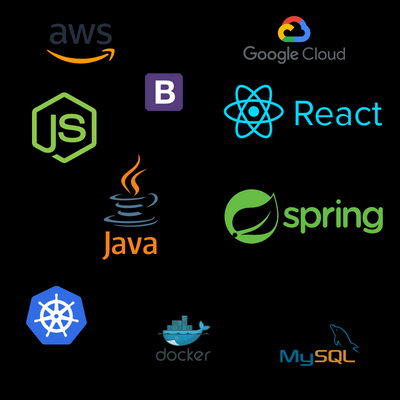 aws
Google Cloud
B
JS
React
Java
spring
docker
MySQL